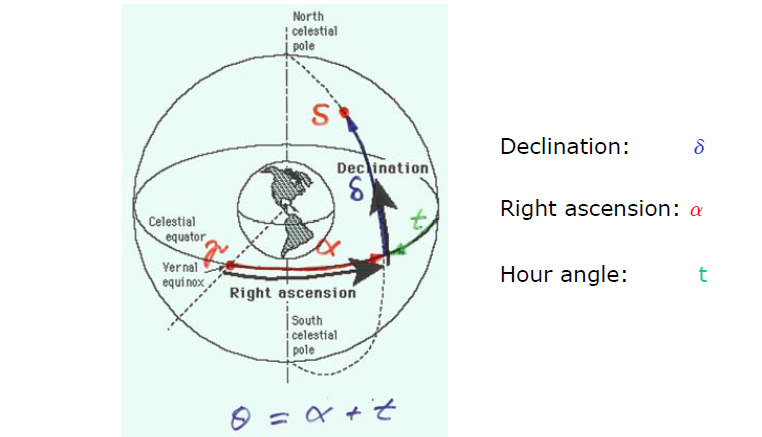 North
celestial
pole
S
Declination
δ
t
Celestial
equator
α
Vernal
equinox
Right ascension
South
celestial
pole
θ = α + t
Declination: δ
Right ascension: α
Hour angle: t